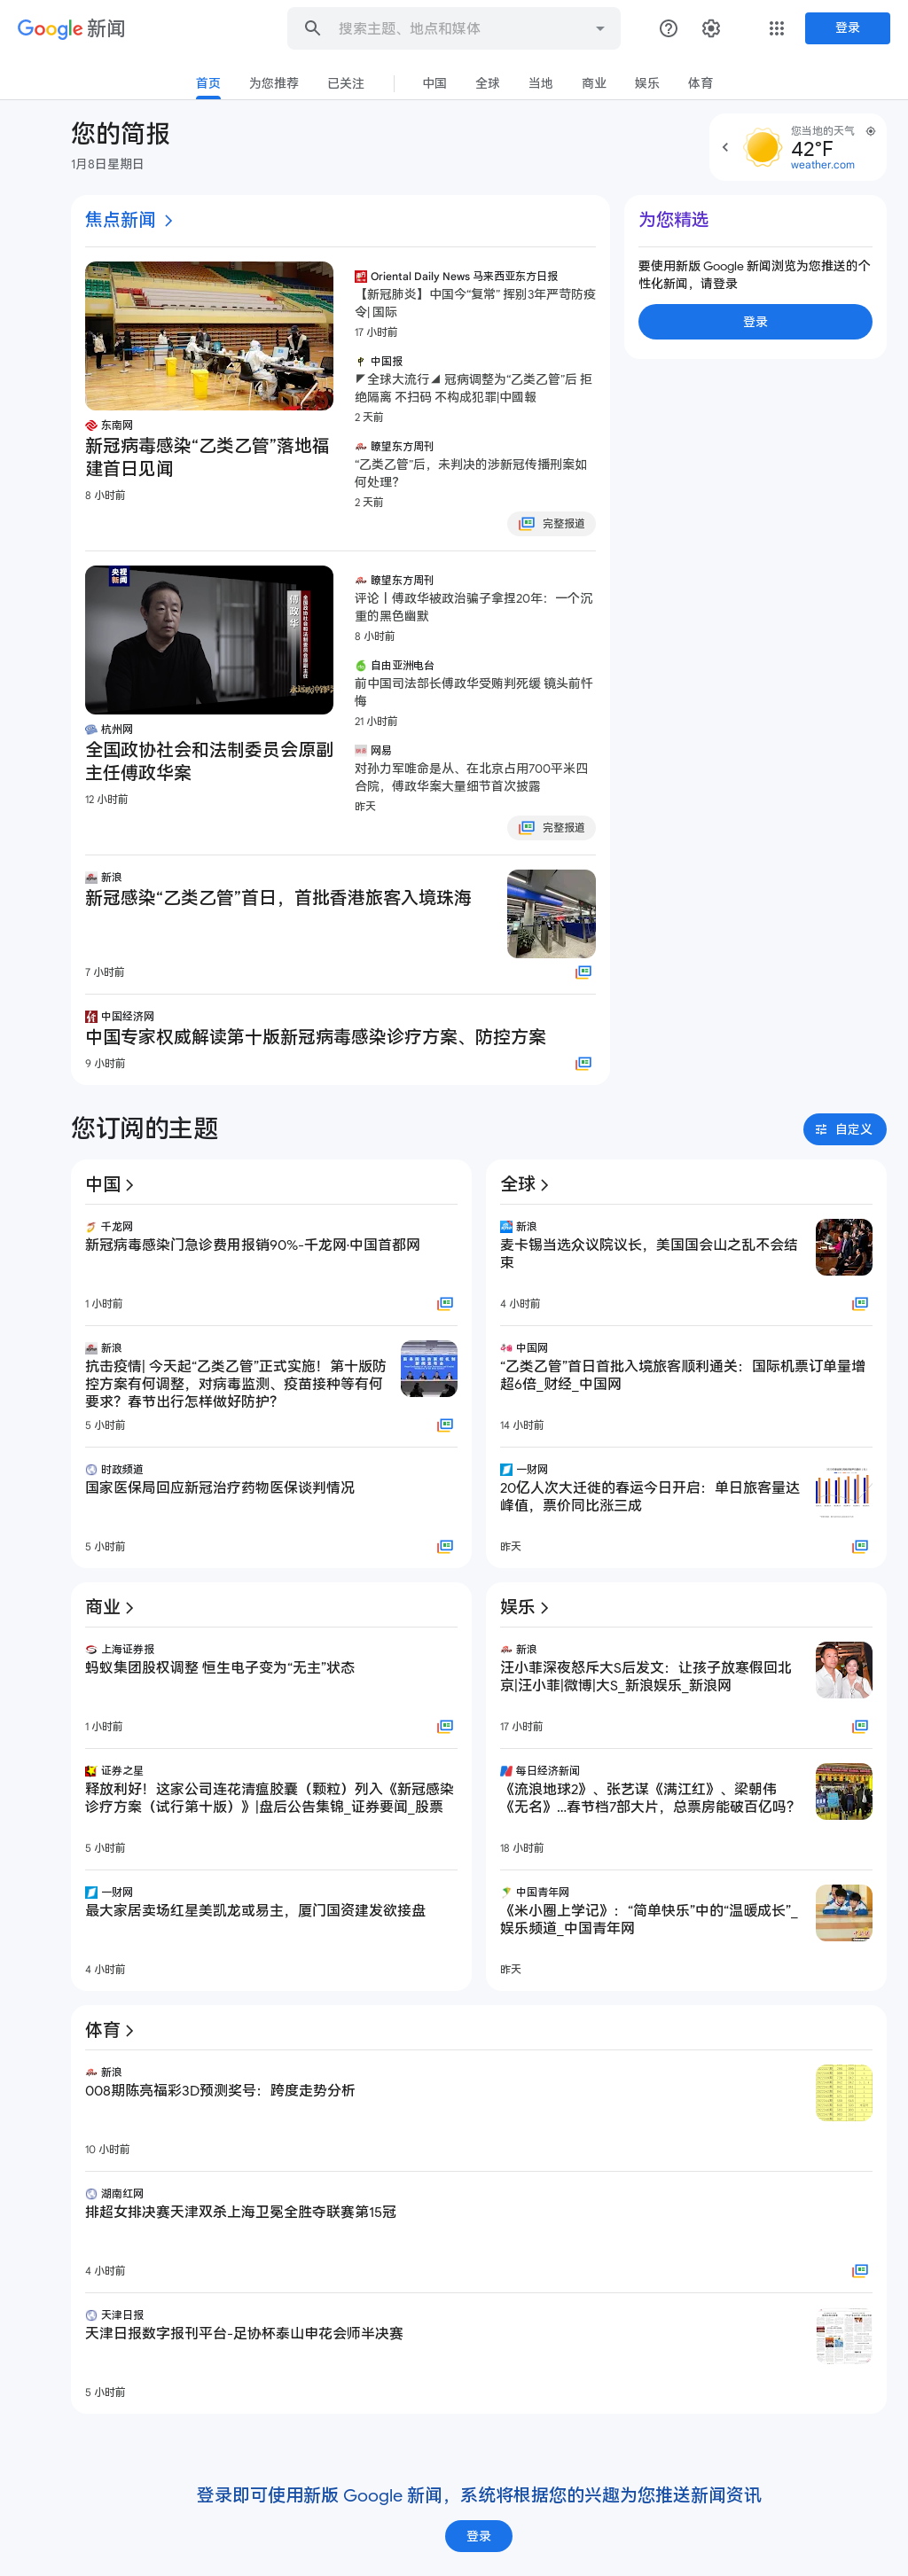 Google 新闻
搜索主题、地点和媒体
登录
首页
为您推荐
已关注
中国
全球
当地
商业
娱乐
体育
您的简报
1月8日星期日
您当地的天气
42°F
weather.com
焦点新闻
东南网
新冠病毒感染“乙类乙管”落地福
建首日见闻
8 小时前
Oriental Daily News 马来西亚东方日报
【新冠肺炎】中国今“复常” 挥别3年严苛防疫
令| 国际
17 小时前
中国报
◤全球大流行◢ 冠病调整为“乙类乙管”后 拒
绝隔离 不扫码 不构成犯罪|中國報
2 天前
瞭望东方周刊
“乙类乙管”后，未判决的涉新冠传播刑案如
何处理？
2 天前
完整报道
央视
新闻
傅政华
全国政协社会和法制委员会原副主任
杭州网
全国政协社会和法制委员会原副
主任傅政华案
12 小时前
瞭望东方周刊
评论丨傅政华被政治骗子拿捏20年：一个沉
重的黑色幽默
8 小时前
自由亚洲电台
前中国司法部长傅政华受贿判死缓 镜头前忏
悔
21 小时前
网易
对孙力军唯命是从、在北京占用700平米四
合院，傅政华案大量细节首次披露
昨天
完整报道
新浪
新冠感染“乙类乙管”首日，首批香港旅客入境珠海
7 小时前
中国经济网
中国专家权威解读第十版新冠病毒感染诊疗方案、防控方案
9 小时前
为您精选
要使用新版 Google 新闻浏览为您推送的个
性化新闻，请登录
登录
您订阅的主题
自定义
中国
千龙网
新冠病毒感染门急诊费用报销90%-千龙网·中国首都网
1 小时前
新浪
抗击疫情| 今天起“乙类乙管”正式实施！第十版防
控方案有何调整，对病毒监测、疫苗接种等有何
要求？春节出行怎样做好防护？
5 小时前
时政频道
国家医保局回应新冠治疗药物医保谈判情况
5 小时前
全球
新浪
麦卡锡当选众议院议长，美国国会山之乱不会结
束
4 小时前
中国网
“乙类乙管”首日首批入境旅客顺利通关：国际机票订单量增
超6倍_财经_中国网
14 小时前
一财网
20亿人次大迁徙的春运今日开启：单日旅客量达
峰值，票价同比涨三成
昨天
商业
上海证券报
蚂蚁集团股权调整 恒生电子变为“无主”状态
1 小时前
证券之星
释放利好！这家公司连花清瘟胶囊（颗粒）列入《新冠感染
诊疗方案（试行第十版）》|盘后公告集锦_证券要闻_股票
5 小时前
一财网
最大家居卖场红星美凯龙或易主，厦门国资建发欲接盘
4 小时前
娱乐
新浪
汪小菲深夜怒斥大S后发文：让孩子放寒假回北
京|汪小菲|微博|大S_新浪娱乐_新浪网
17 小时前
每日经济新闻
《流浪地球2》、张艺谋《满江红》、梁朝伟
《无名》...春节档7部大片，总票房能破百亿吗？
18 小时前
中国青年网
《米小圈上学记》：“简单快乐”中的“温暖成长”_
娱乐频道_中国青年网
昨天
体育
新浪
008期陈亮福彩3D预测奖号：跨度走势分析
10 小时前
湖南红网
排超女排决赛天津双杀上海卫冕全胜夺联赛第15冠
4 小时前
天津日报
天津日报数字报刊平台-足协杯泰山申花会师半决赛
5 小时前
登录即可使用新版 Google 新闻，系统将根据您的兴趣为您推送新闻资讯
登录